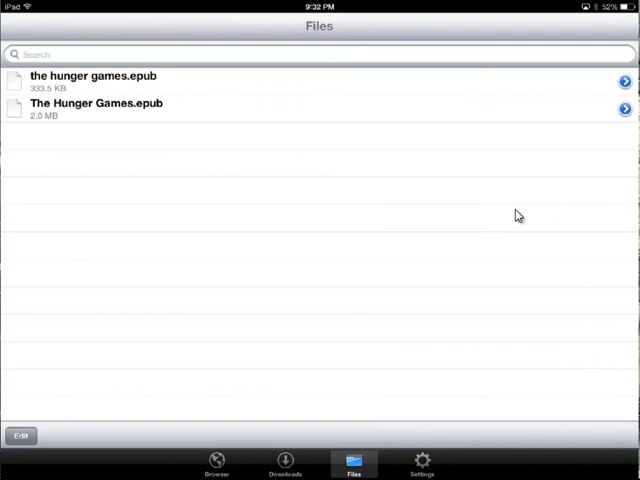 iPad 9:32 PM 52%
Files
Search
the hunger games.epub
333.5 KB
The Hunger Games.epub
2.0 MB
Edit
Browser Downloads Files Settings